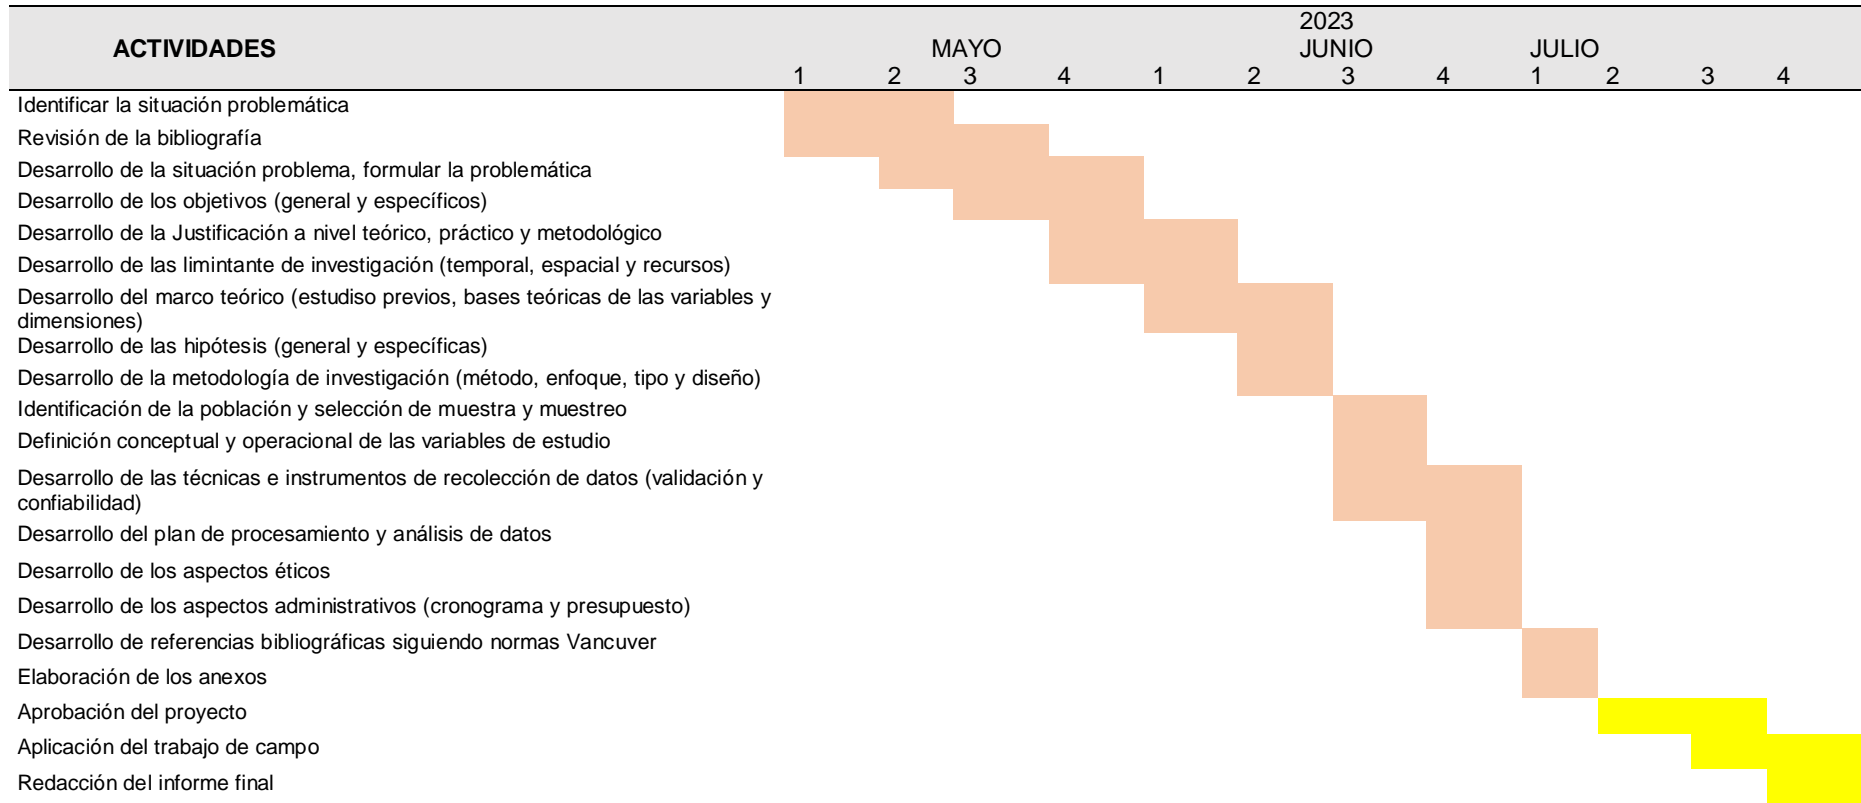 2023
ACTIVIDADES MAYO JUNIO JULIO
1 2 3 4 1 2 3 4 1 2 3 4
Identificar la situación problemática
Revisión de la bibliografía
Desarrollo de la situación problema, formular la problemática
Desarrollo de los objetivos (general y específicos)
Desarrollo de la Justificación a nivel teórico, práctico y metodológico
Desarrollo de las limintante de investigación (temporal, espacial y recursos)
Desarrollo del marco teórico (estudiso previos, bases teóricas de las variables y
dimensiones)
Desarrollo de las hipótesis (general y específicas)
Desarrollo de la metodología de investigación (método, enfoque, tipo y diseño)
Identificación de la población y selección de muestra y muestreo
Definición conceptual y operacional de las variables de estudio
Desarrollo de las técnicas e instrumentos de recolección de datos (validación y
confiabilidad)
Desarrollo del plan de procesamiento y análisis de datos
Desarrollo de los aspectos éticos
Desarrollo de los aspectos administrativos (cronograma y presupuesto)
Desarrollo de referencias bibliográficas siguiendo normas Vancuver
Elaboración de los anexos
Aprobación del proyecto
Aplicación del trabajo de campo
Redacción del informe final